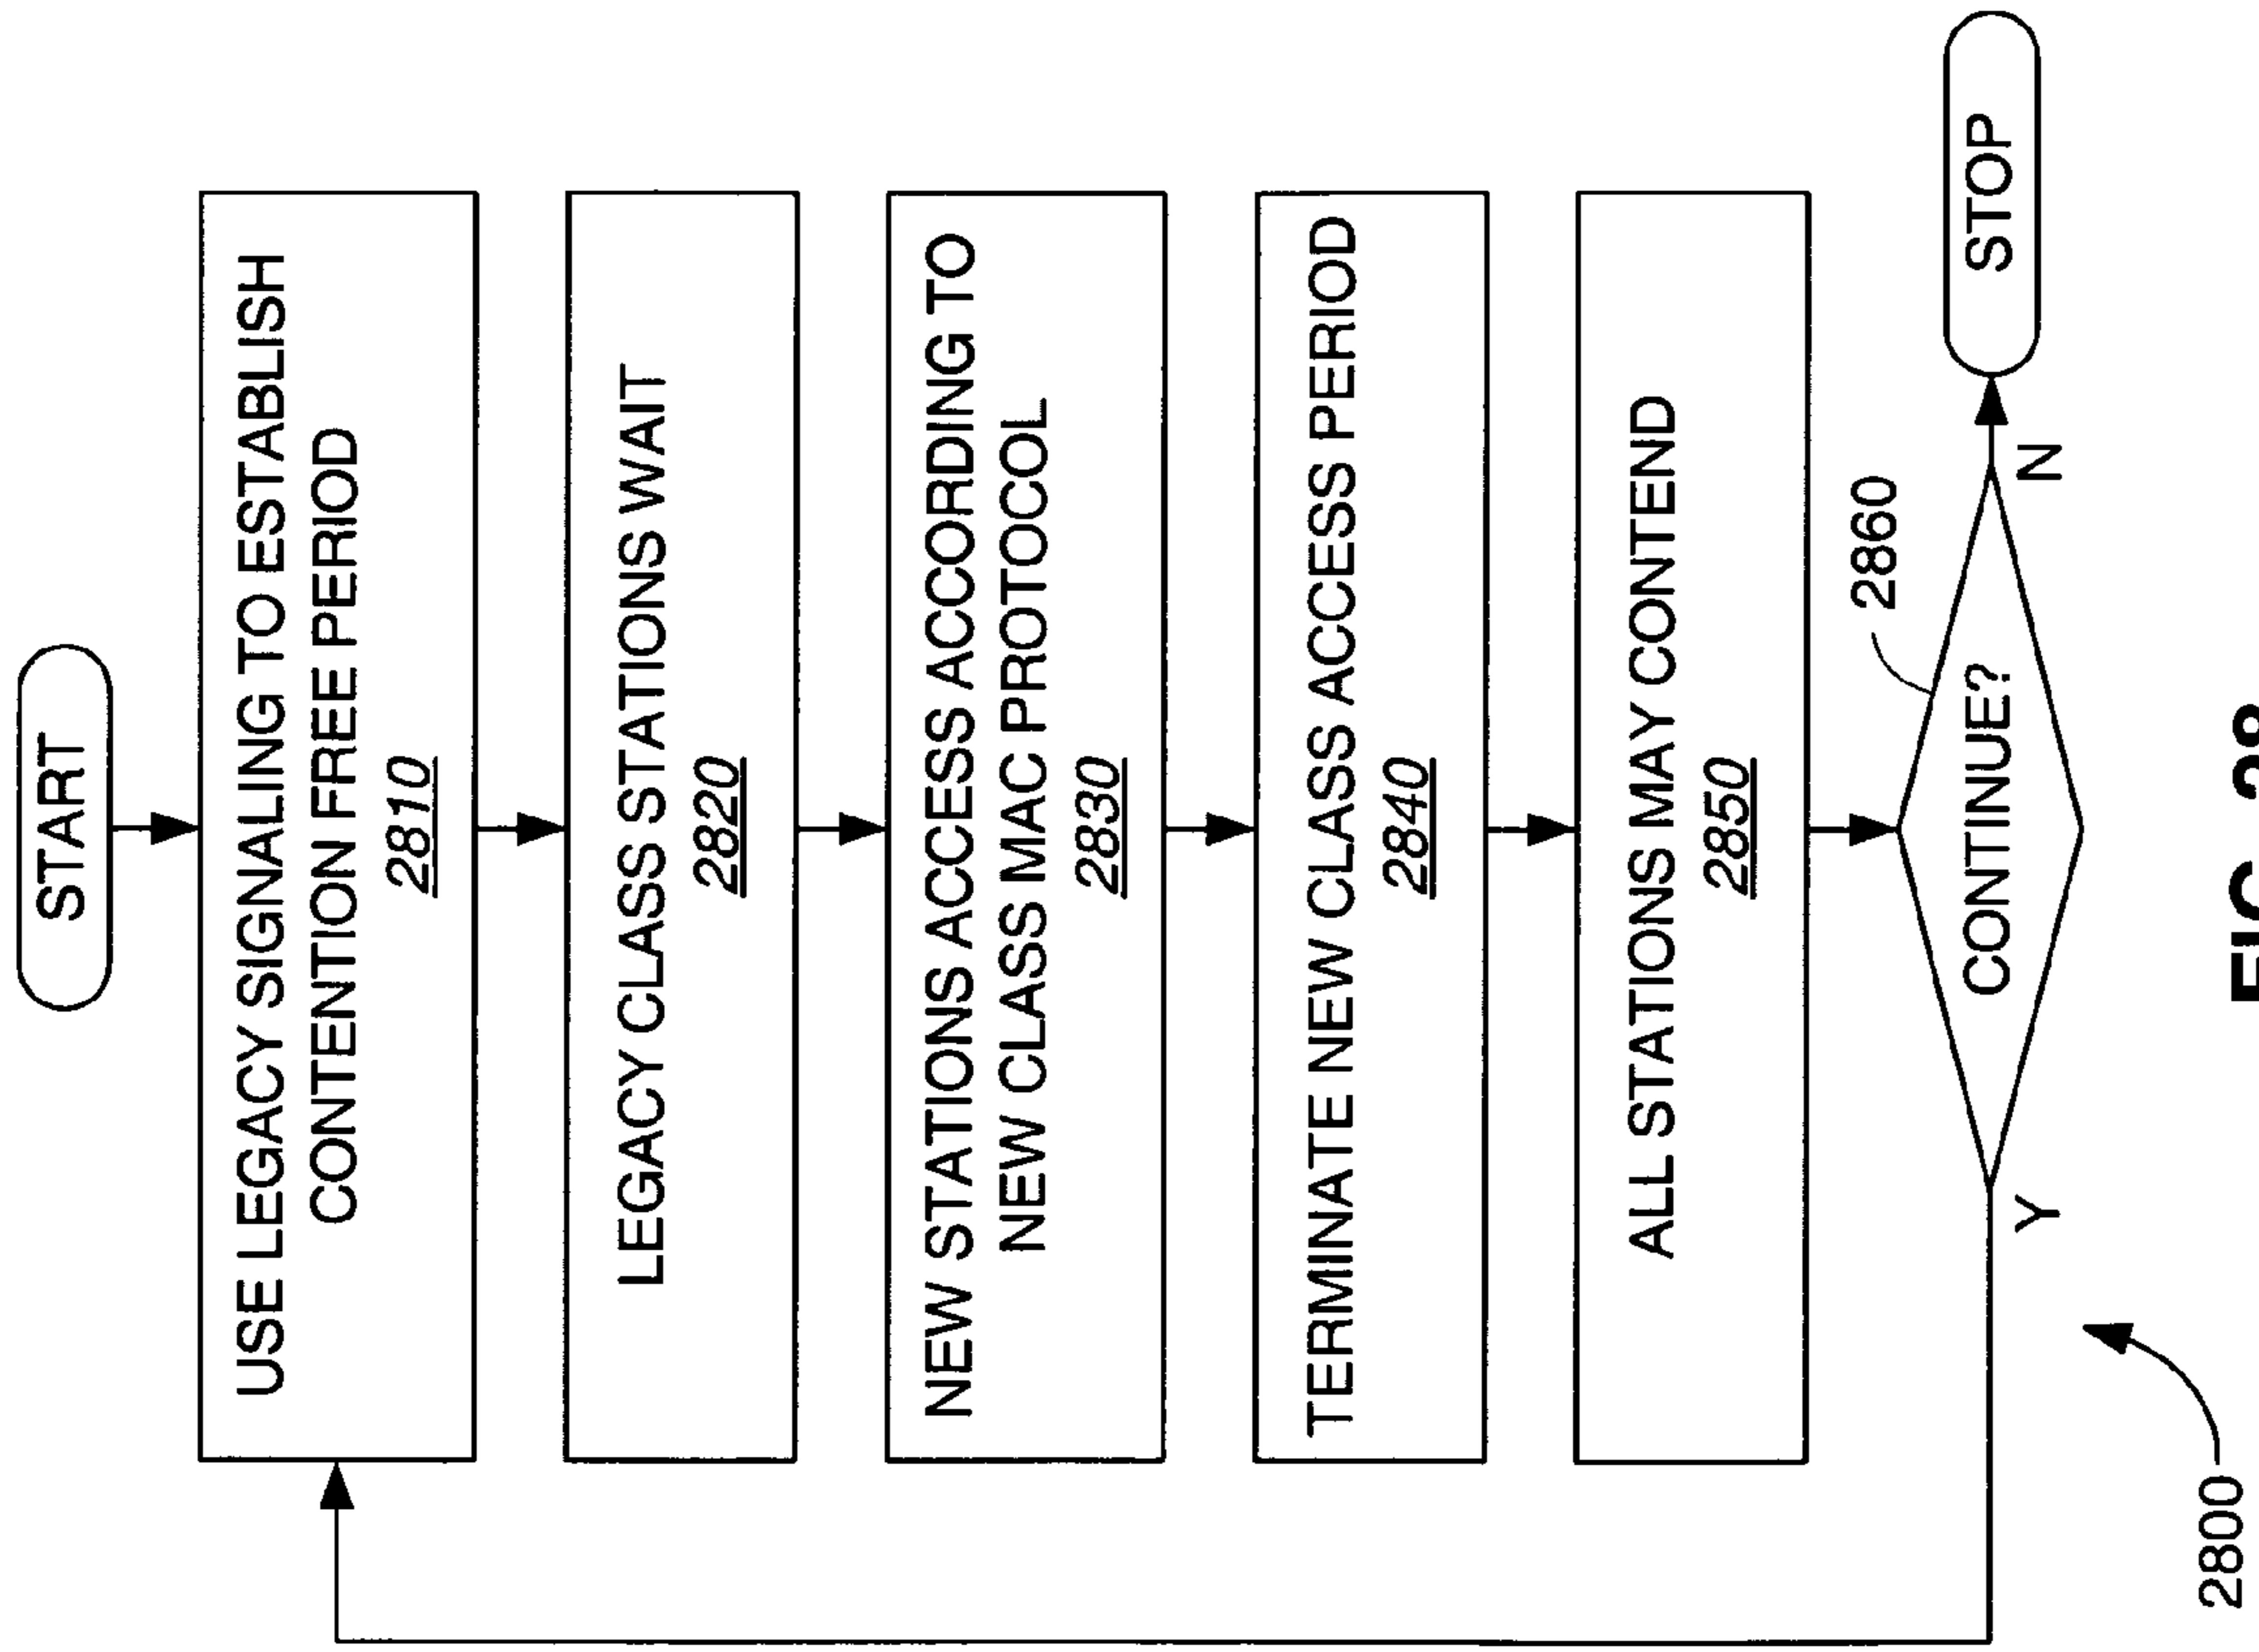 START
USE LEGACY SIGNALING TO ESTABLISH
CONTENTION FREE PERIOD
2810
LEGACY CLASS STATIONS WAIT
2820
NEW STATIONS ACCESS ACCORDING TO
NEW CLASS MAC PROTOCOL
2830
TERMINATE NEW CLASS ACCESS PERIOD
2840
ALL STATIONS MAY CONTEND
2850
2860
CONTINUE?
Y
N
STOP
2800